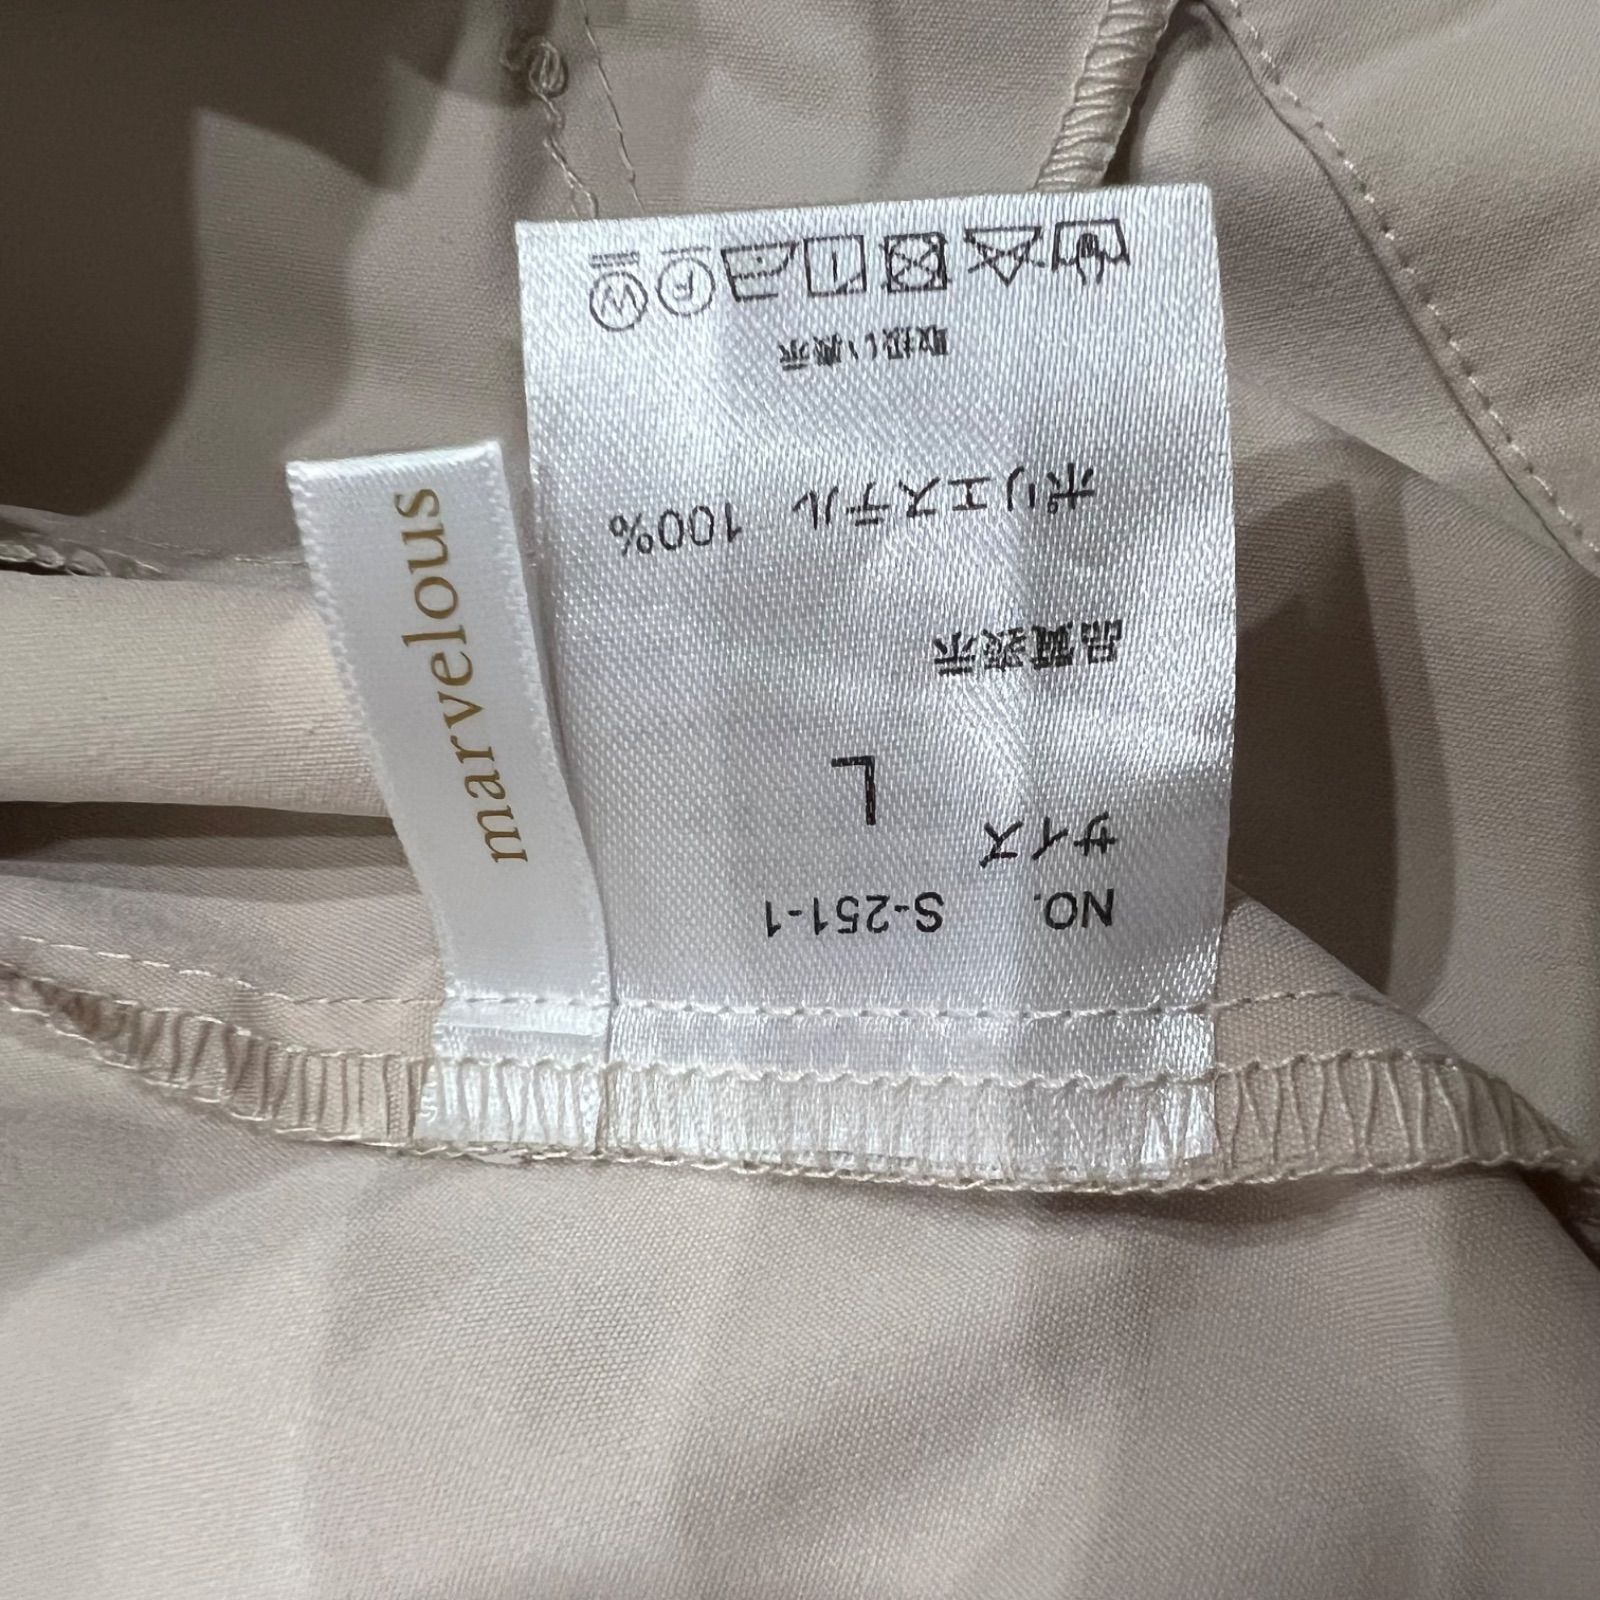 marvelous
NO. S-251-1
サイズ
L
品質表示
ポリエステル 100%
取扱い表示
F W